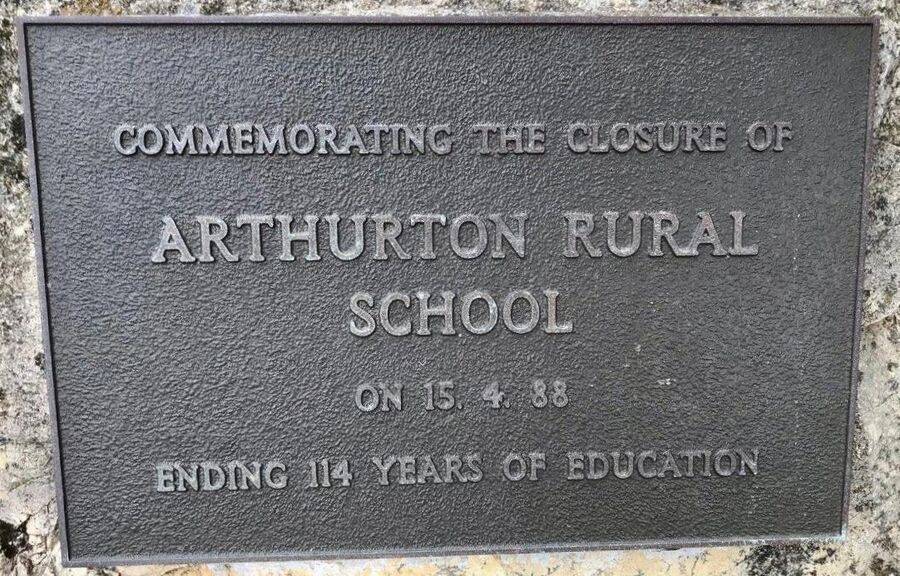 COMMEMORATING THE CLOSURE OF
ARTHURTON RURAL
SCHOOL
ON 15. 4. 88
ENDING 114 YEARS OF EDUCATION